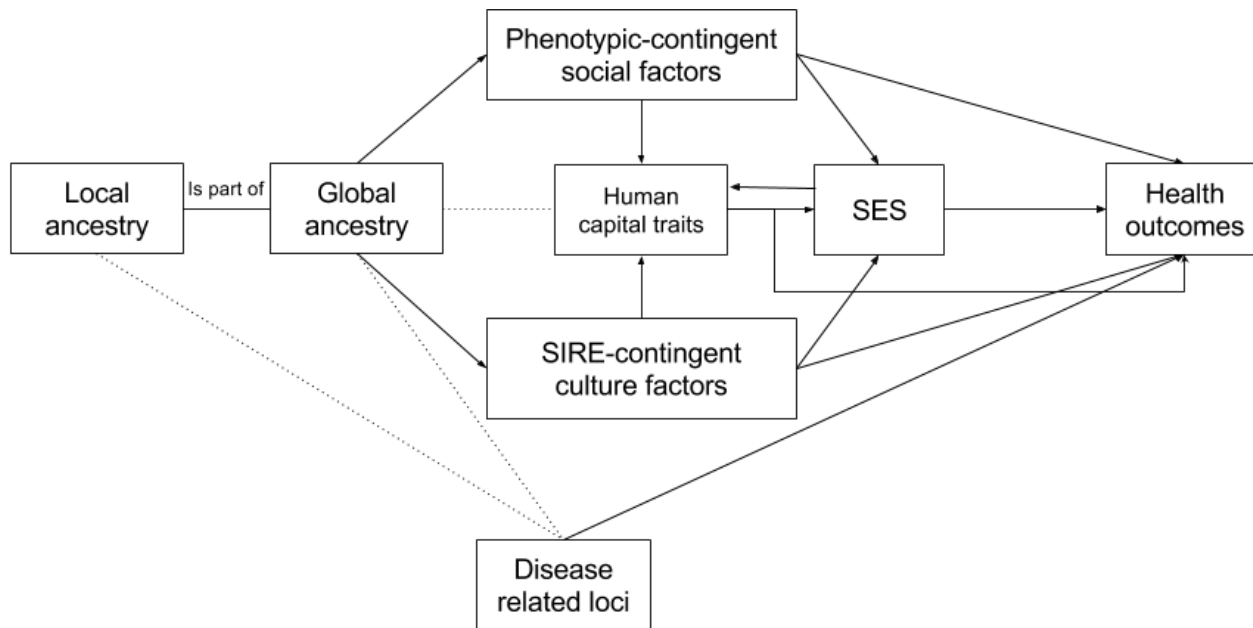 Phenotypic-contingent
social factors
Local
ancestry
Is part of
Global
ancestry
Human
capital traits
SES
Health
outcomes
SIRE-contingent
culture factors
Disease
related loci